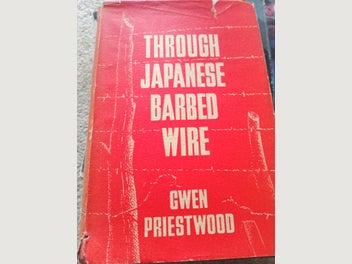 THROUGH
JAPANESE
BARBED
WIRE
GWEN
PRIESTWOOD